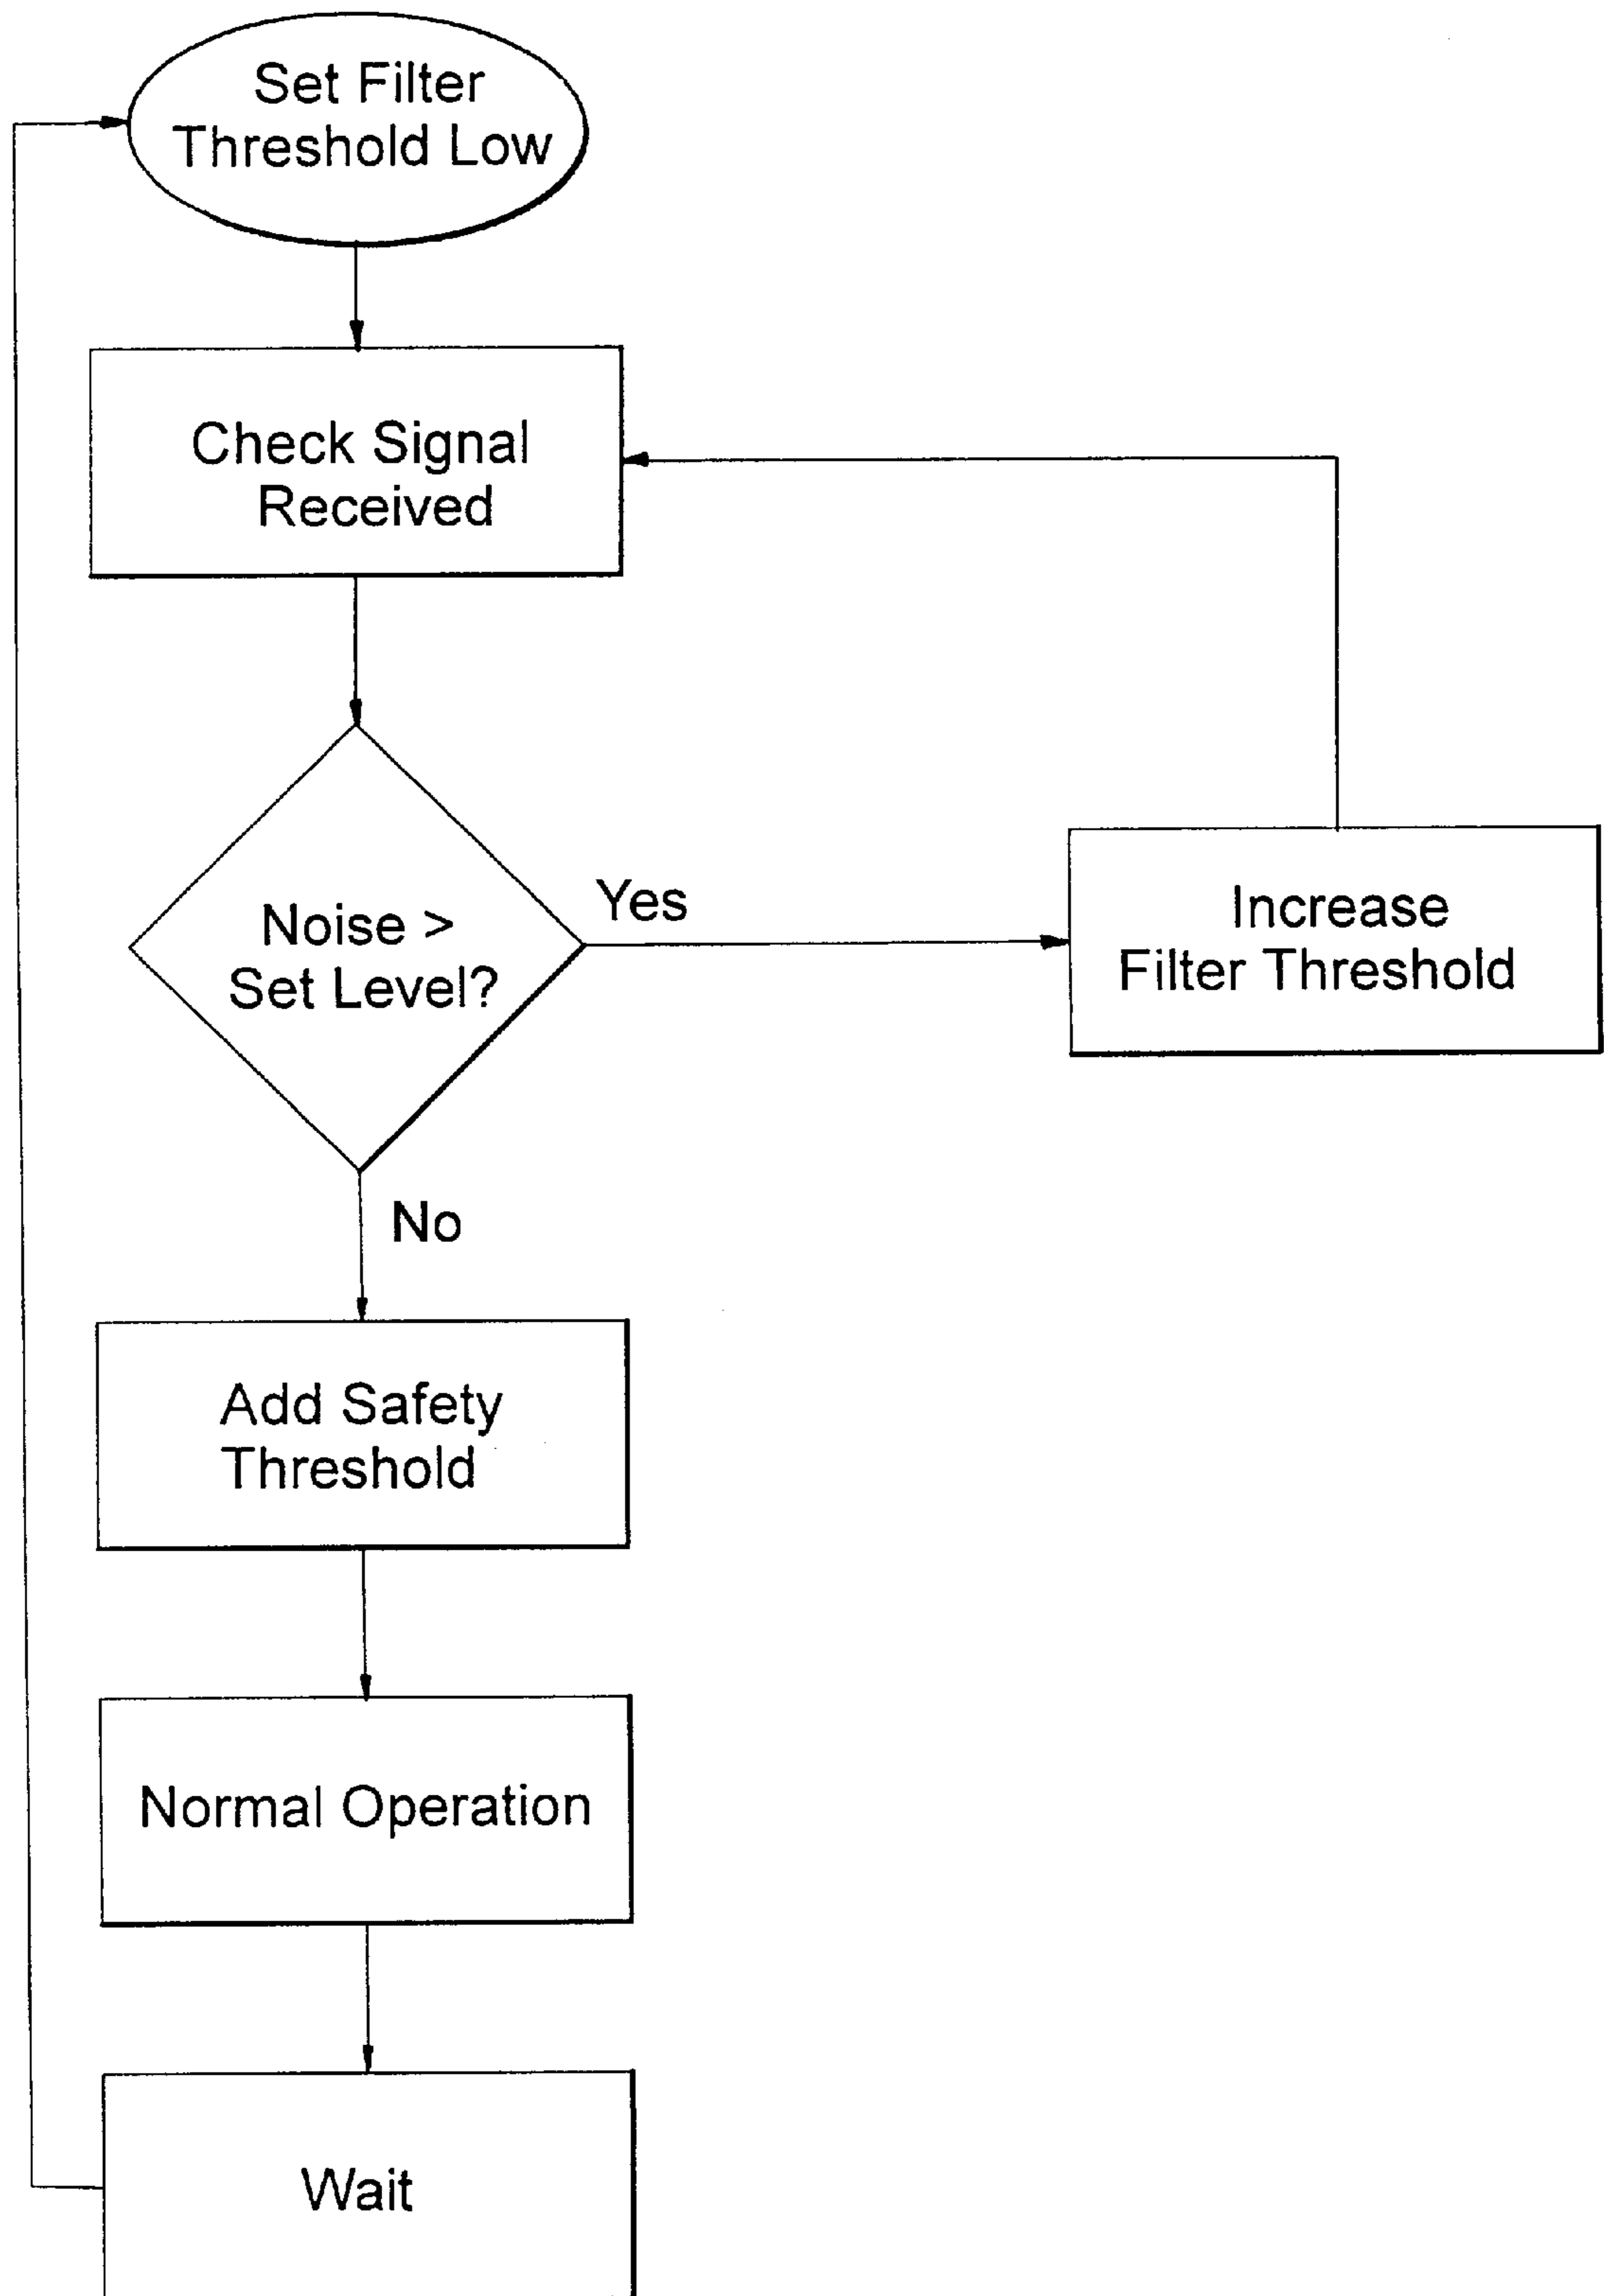 Set Filter
Threshold Low
Check Signal
Received
Noise >
Set Level?
Yes
Increase
Filter Threshold
No
Add Safety
Threshold
Normal Operation
Wait